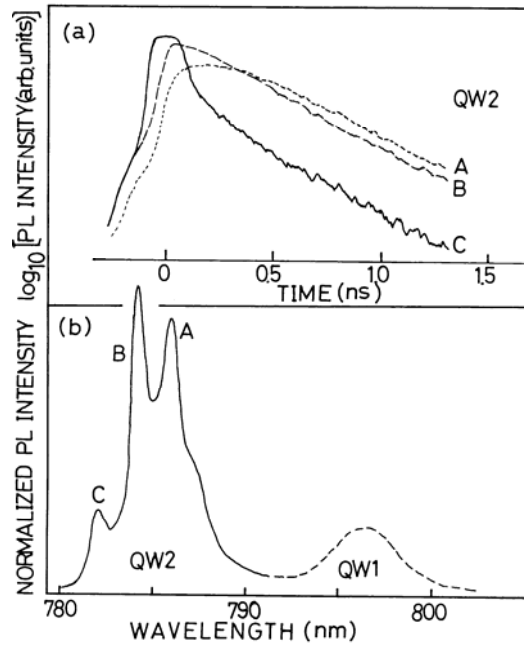 (a)
QW2
A
B
C
log10[PL INTENSITY(arb.units)
0 0.5 1.0 1.5
TIME (ns)
(b)
B
A
C
QW2
QW1
NORMALIZED PL INTENSITY
780 790 800
WAVELENGTH (nm)